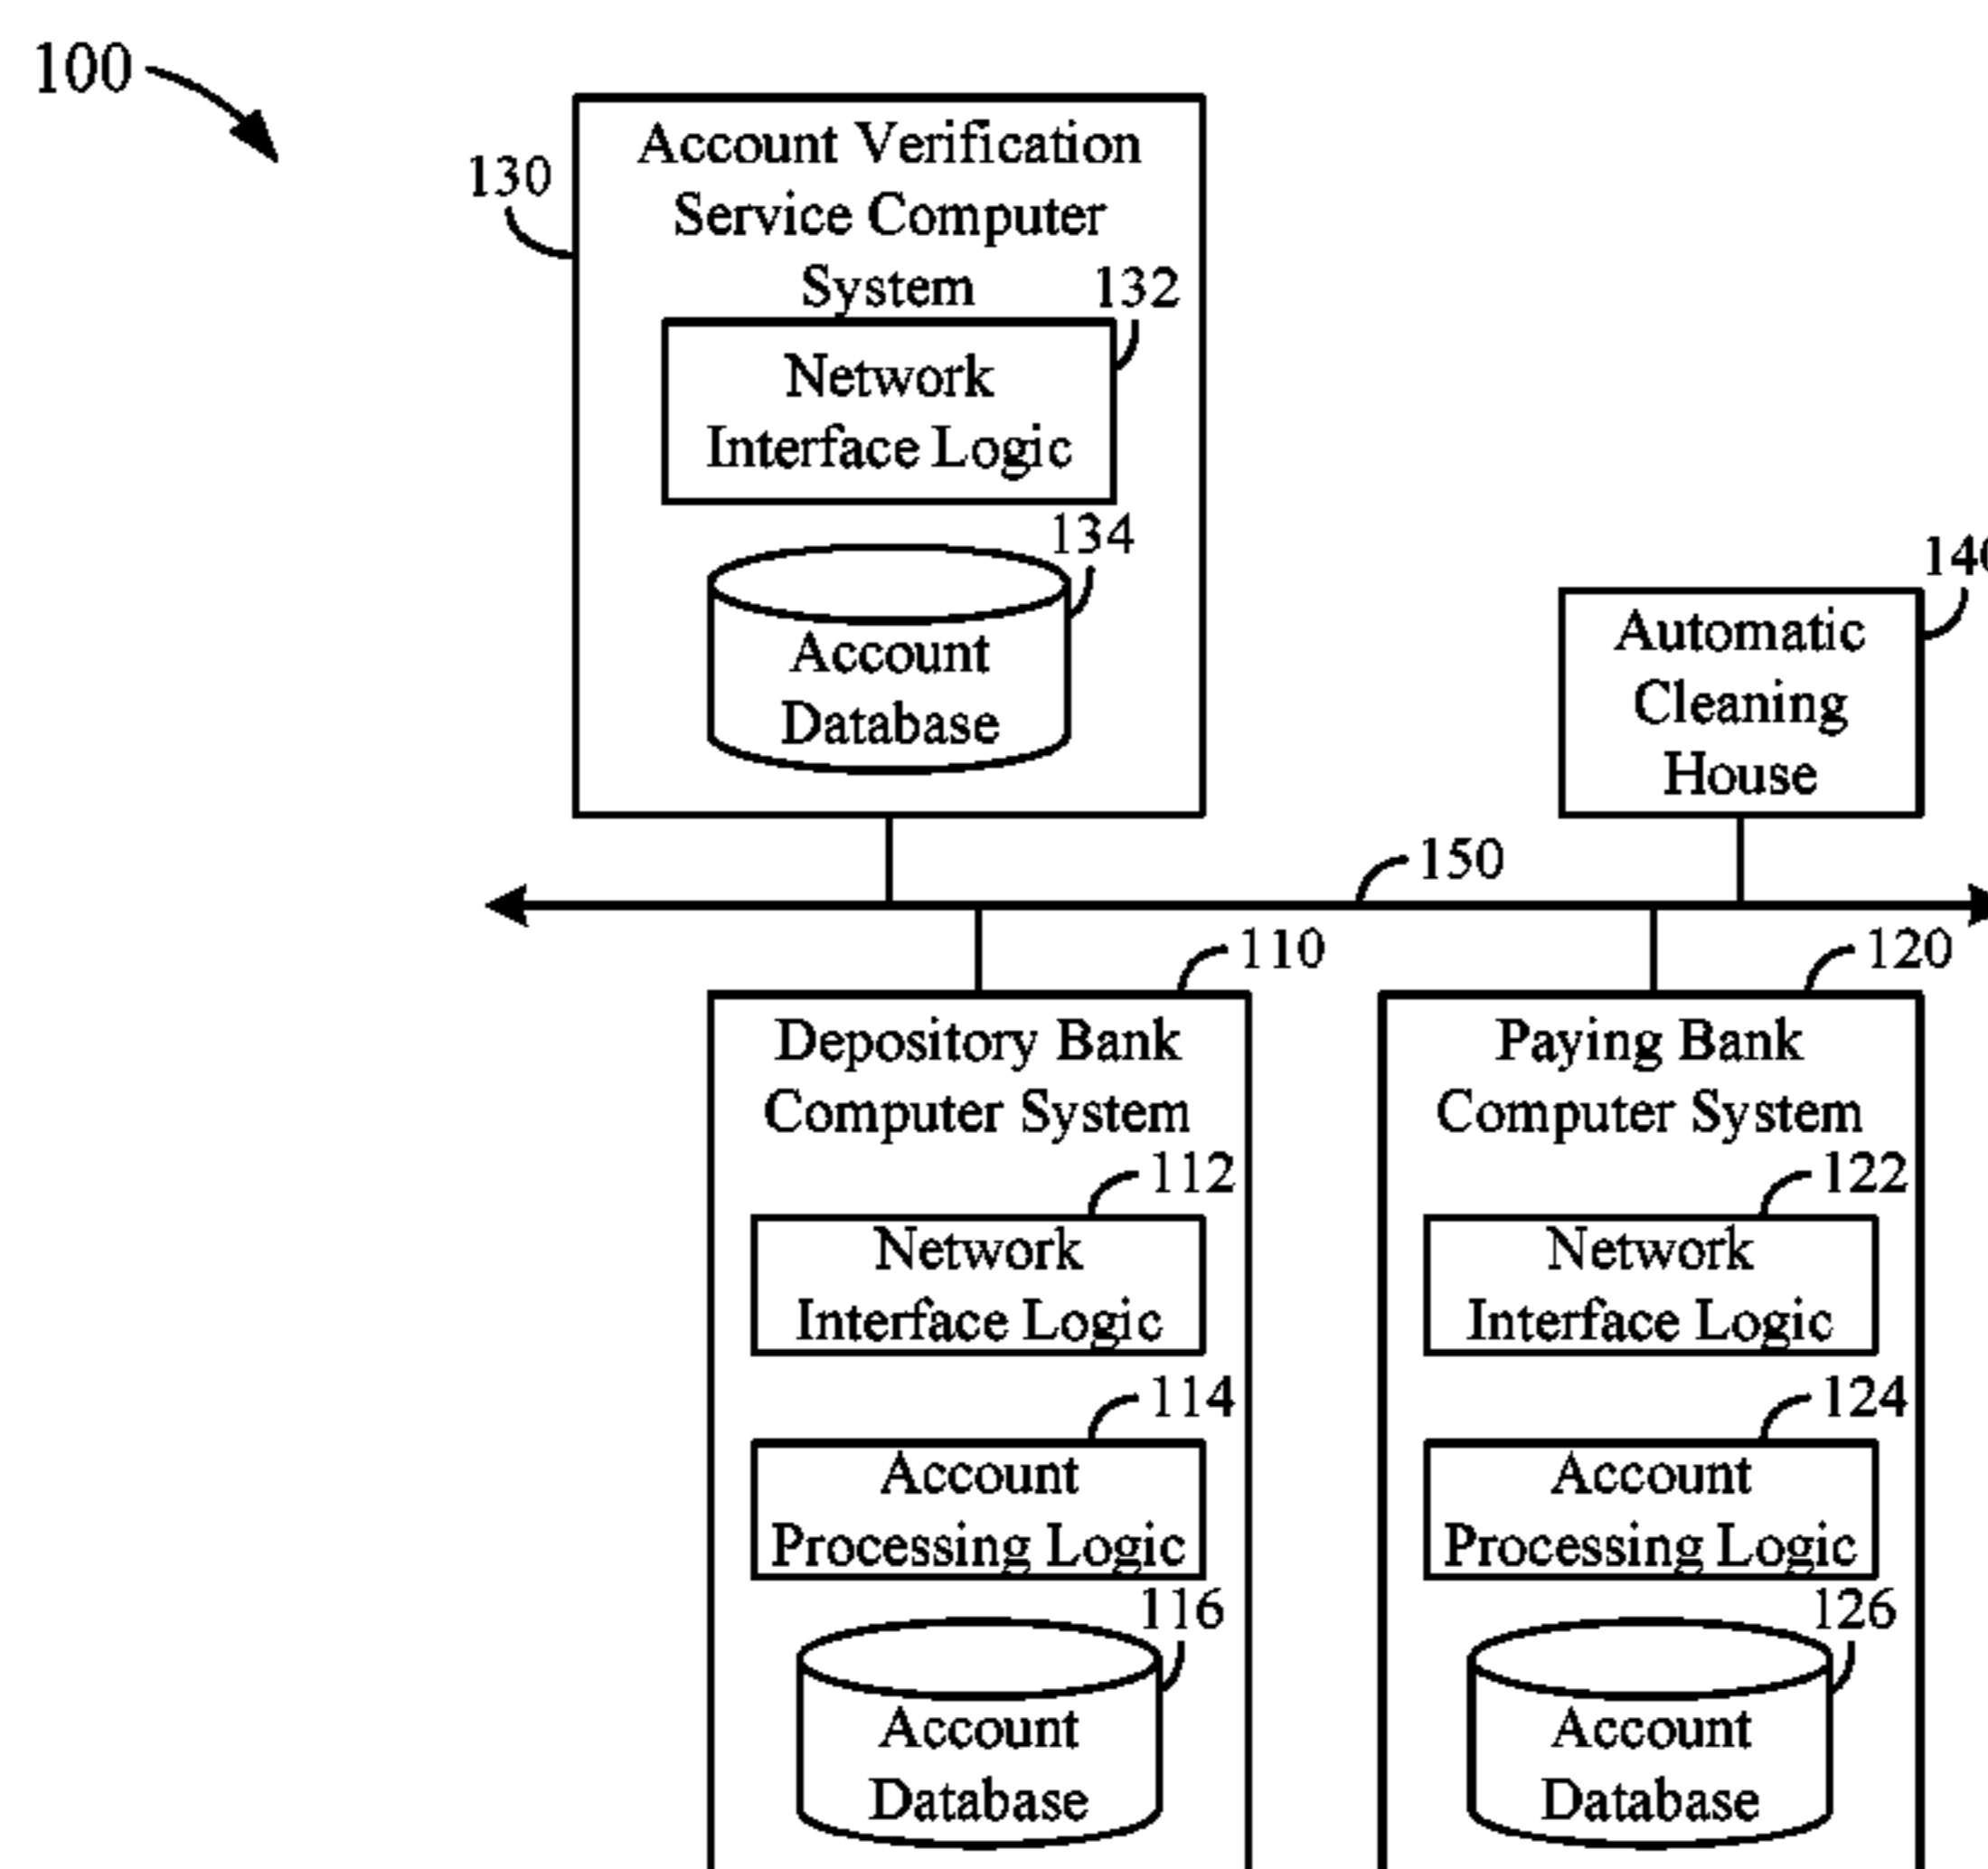 100
130
Account Verification
Service Computer
System
132
Network
Interface Logic
134
Account
Database
140
Automatic
Cleaning
House
150
110
120
Depository Bank
Computer System
Paying Bank
Computer System
112
122
Network
Interface Logic
Network
Interface Logic
114
124
Account
Processing Logic
Account
Processing Logic
116
126
Account
Database
Account
Database